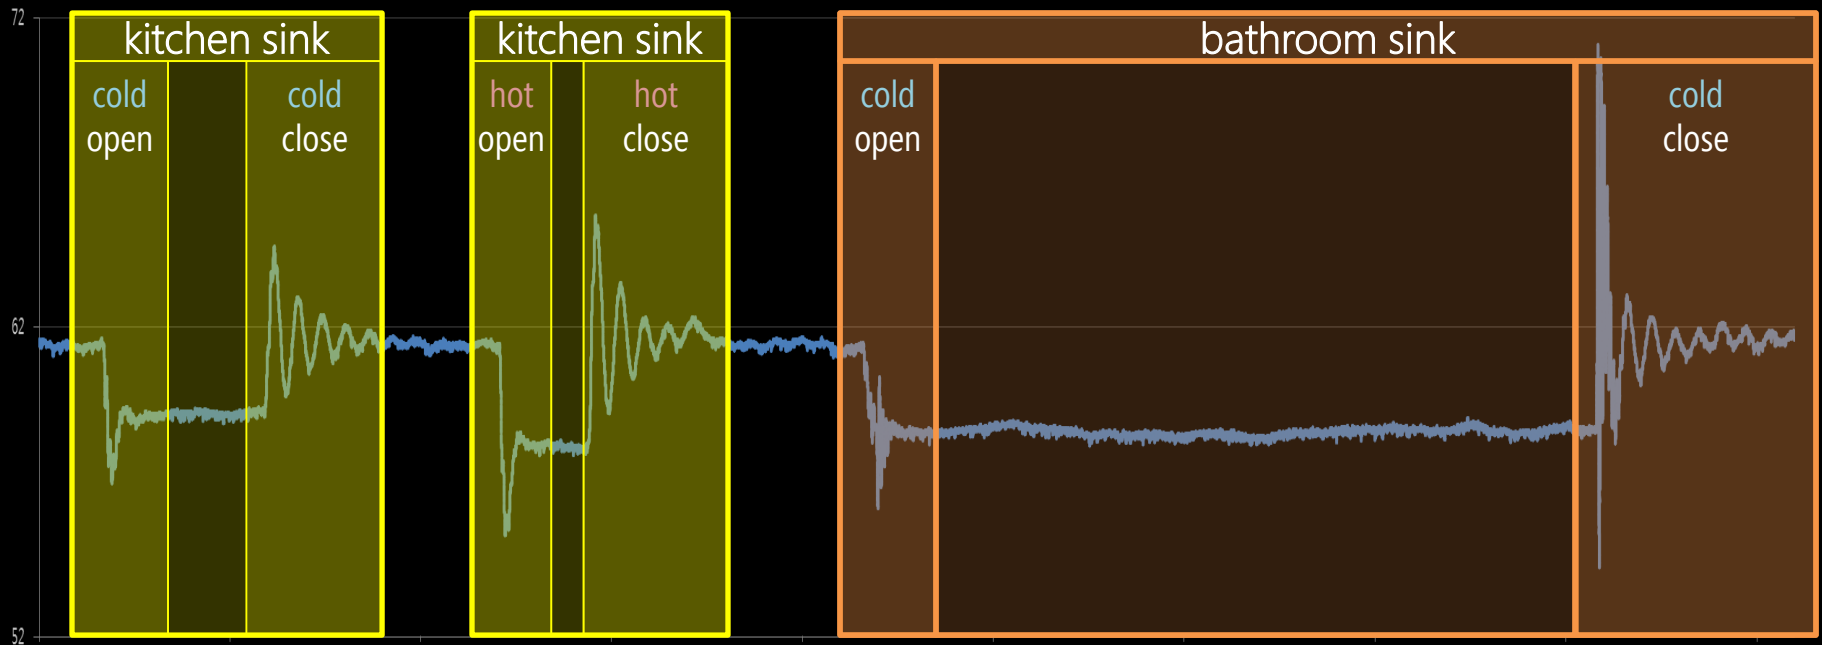 72
kitchen sink
kitchen sink
bathroom sink
cold
cold
hot
hot
cold
cold
open
close
open
close
open
close
62
52